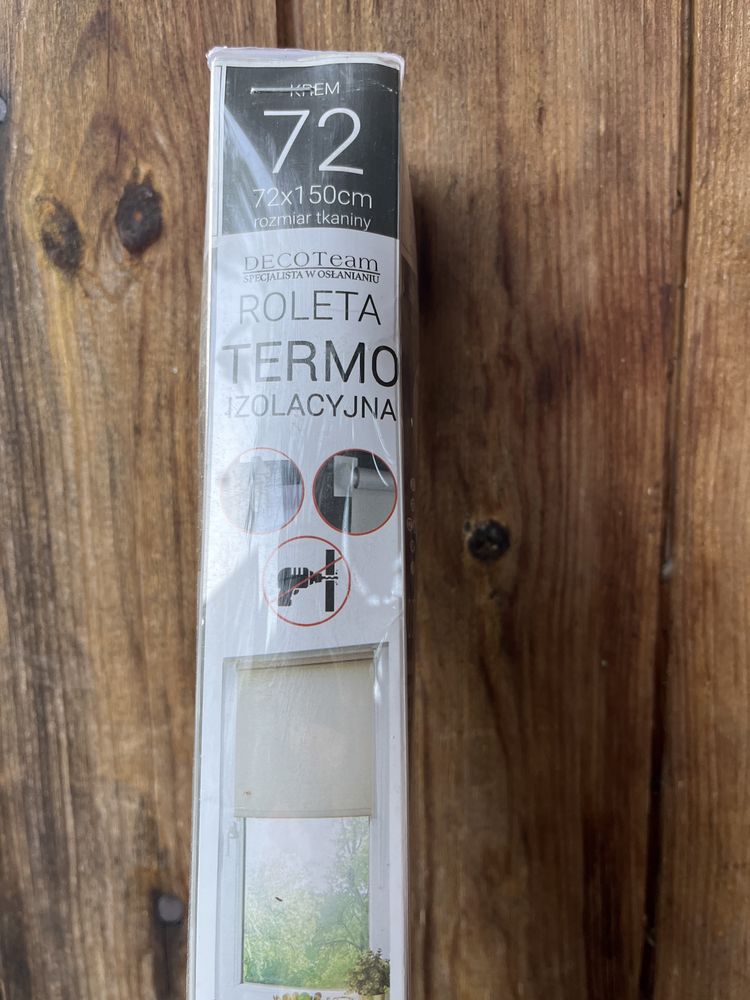 KREM
72
72x150cm
rozmiar tkaniny
DECOTeam
SPECJALISTA W OSŁANIANIU
ROLETA
TERMO
IZOLACYJNA